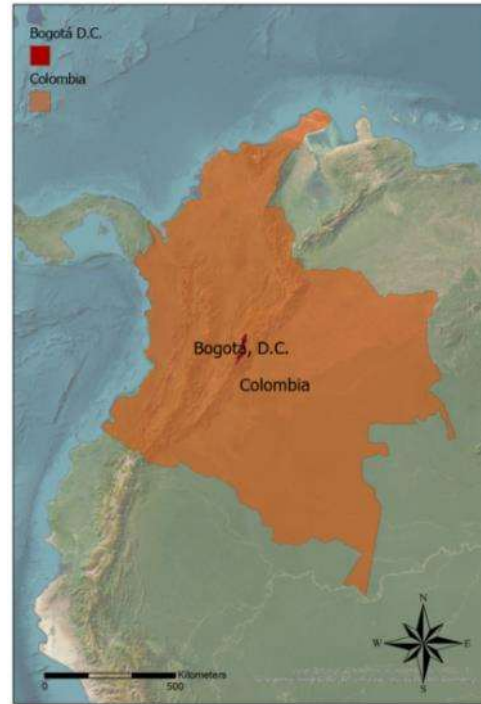 Bogotá D.C.
Colombia
Bogotá, D.C.
Colombia
N
W E
S
Kilometers
0 500